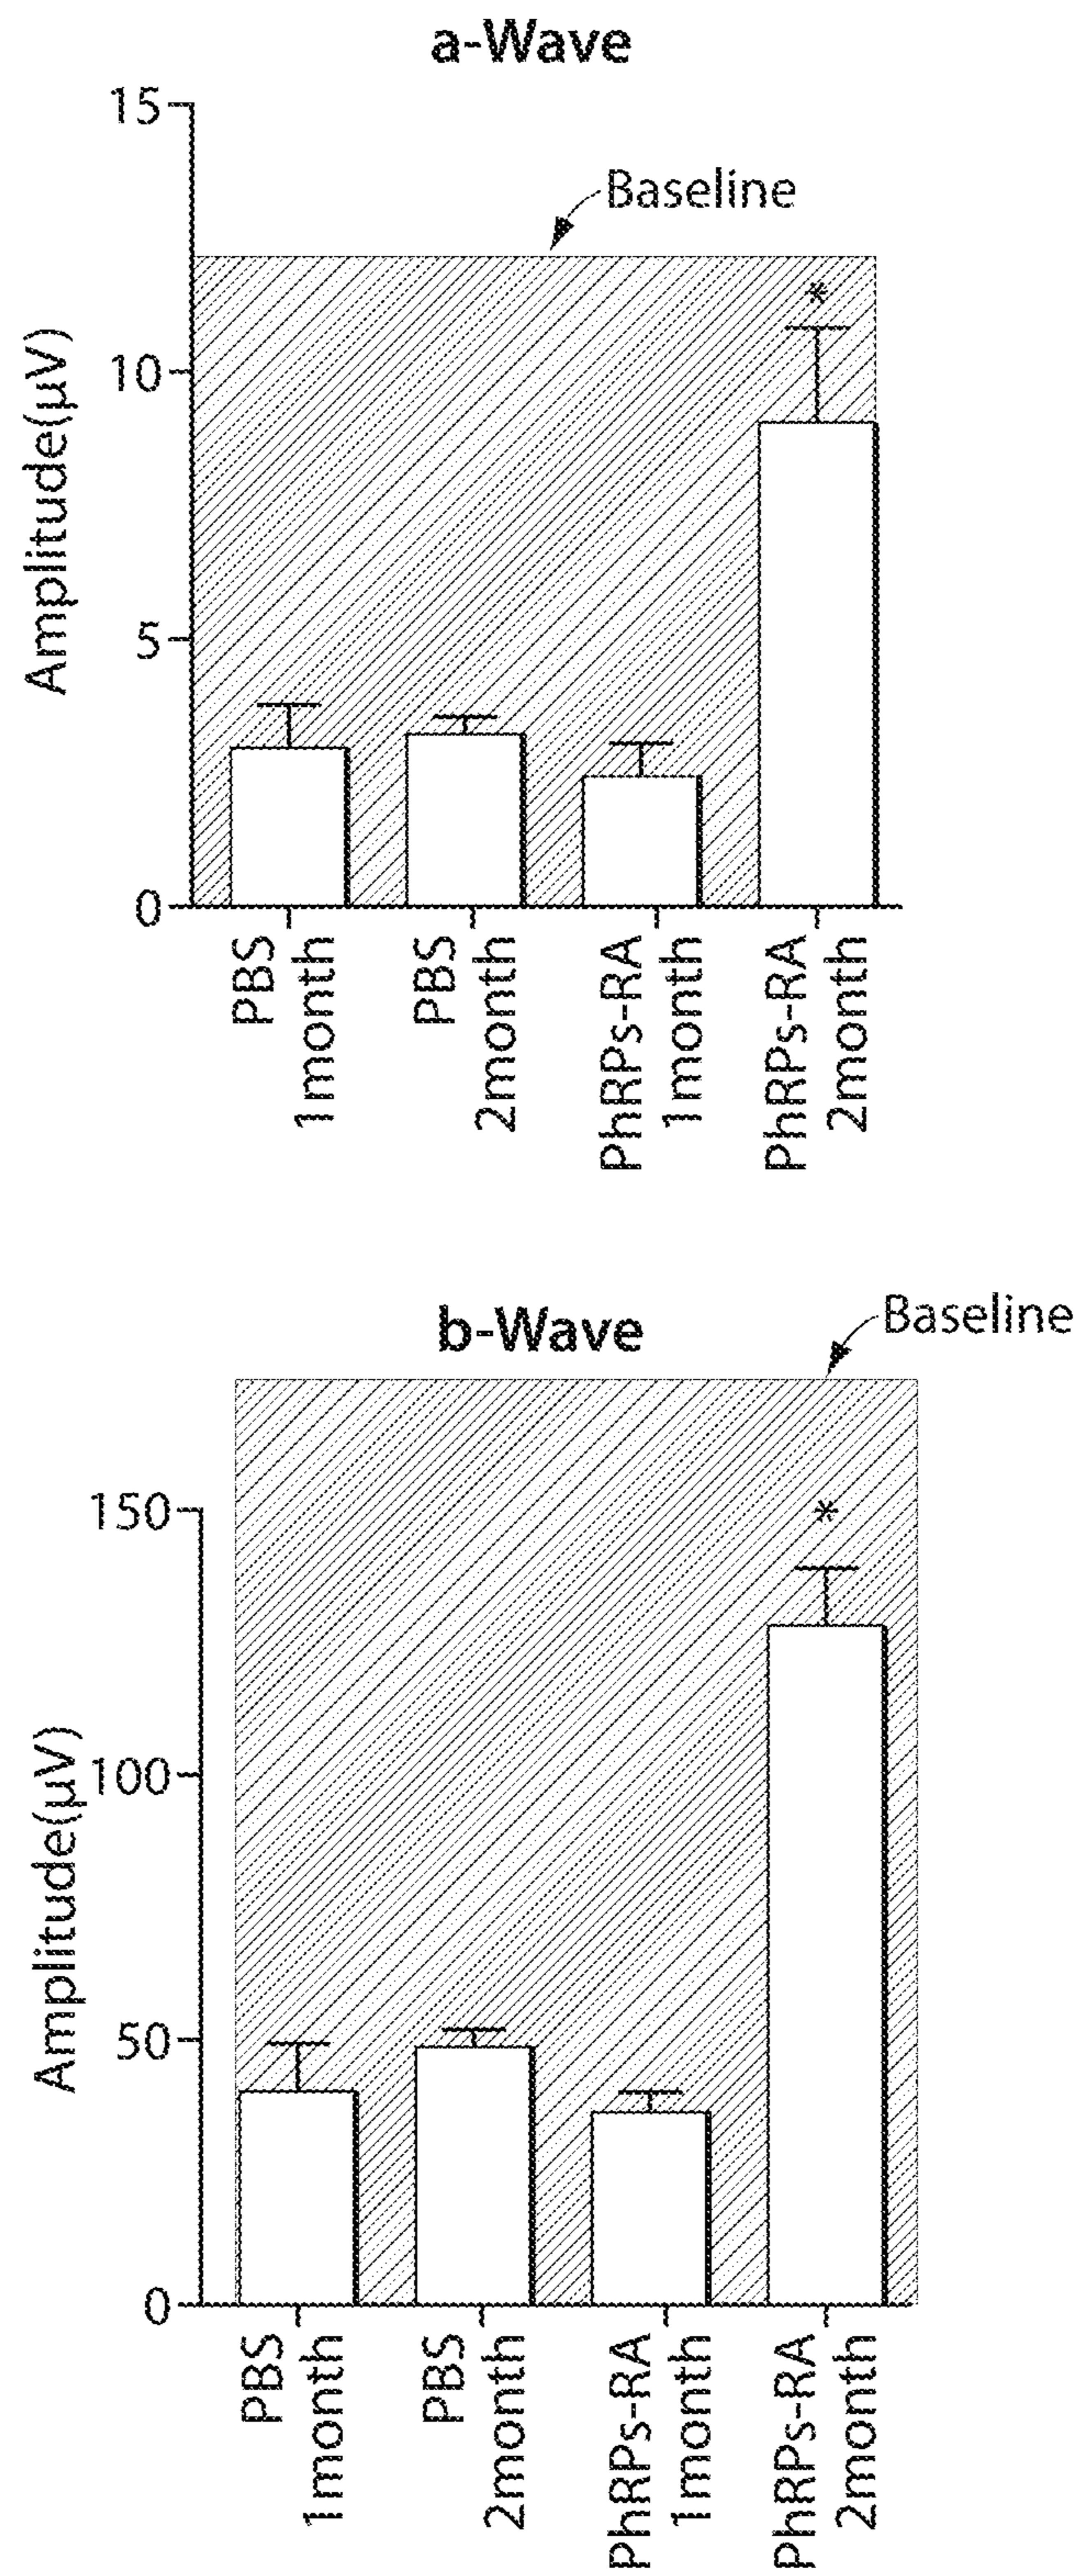 a-Wave
15
Baseline
10
5
0
Amplitude(µV)
PBS
1month
PBS
2month
PhRPs-RA
1month
PhRPs-RA
2month
*
b-Wave
Baseline
150
100
50
0
Amplitude(µV)
PBS
1month
PBS
2month
PhRPs-RA
1month
PhRPs-RA
2month
*